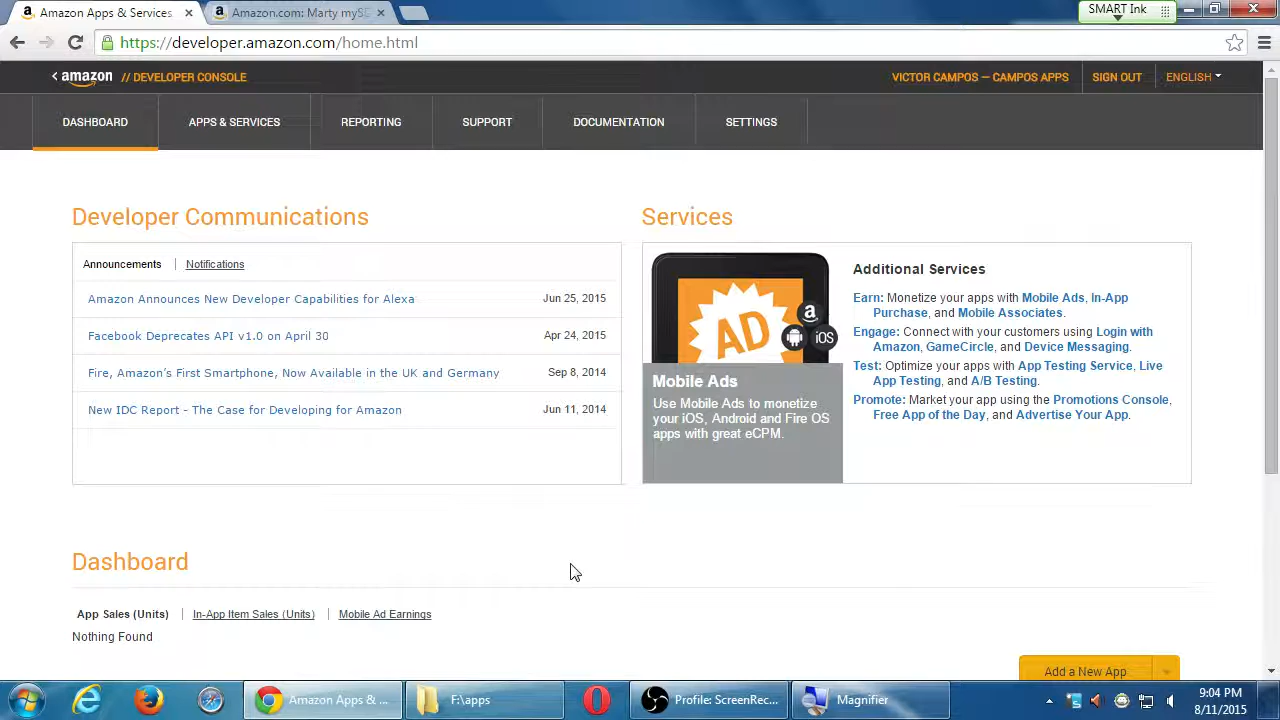 Amazon Apps & Services
Amazon.com: Marty mySE
SMART Ink
https://developer.amazon.com/home.html
amazon // DEVELOPER CONSOLE
VICTOR CAMPOS — CAMPOS APPS
SIGN OUT
ENGLISH
DASHBOARD
APPS & SERVICES
REPORTING
SUPPORT
DOCUMENTATION
SETTINGS
Developer Communications
Announcements
Notifications
Amazon Announces New Developer Capabilities for Alexa
Jun 25, 2015
Facebook Deprecates API v1.0 on April 30
Apr 24, 2015
Fire, Amazon's First Smartphone, Now Available in the UK and Germany
Sep 8, 2014
New IDC Report - The Case for Developing for Amazon
Jun 11, 2014
Services
AD
a
iOS
Mobile Ads
Use Mobile Ads to monetize
your iOS, Android and Fire OS
apps with great eCPM.
Additional Services
Earn: Monetize your apps with Mobile Ads, In-App
Purchase, and Mobile Associates.
Engage: Connect with your customers using Login with
Amazon, GameCircle, and Device Messaging.
Test: Optimize your apps with App Testing Service, Live
App Testing, and A/B Testing.
Promote: Market your app using the Promotions Console,
Free App of the Day, and Advertise Your App.
Dashboard
App Sales (Units)
In-App Item Sales (Units)
Mobile Ad Earnings
Nothing Found
Add a New App
Amazon Apps & ...
F:\apps
Profile: ScreenRec...
Magnifier
9:04 PM
8/11/2015